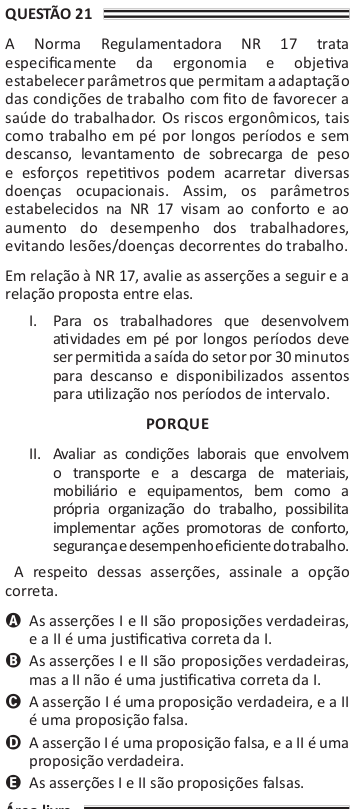 QUESTÃO 21
A Norma Regulamentadora NR 17 trata
especificamente da ergonomia e objetiva
estabelecer parâmetros que permitam a adaptação
das condições de trabalho com fito de favorecer a
saúde do trabalhador. Os riscos ergonômicos, tais
como trabalho em pé por longos períodos e sem
descanso, levantamento de sobrecarga de peso
e esforços repetitivos podem acarretar diversas
doenças ocupacionais. Assim, os parâmetros
estabelecidos na NR 17 visam ao conforto e ao
aumento do desempenho dos trabalhadores,
evitando lesões/doenças decorrentes do trabalho.
Em relação à NR 17, avalie as asserções a seguir e a
relação proposta entre elas.
I. Para os trabalhadores que desenvolvem
atividades em pé por longos períodos deve
ser permitida a saída do setor por 30 minutos
para descanso e disponibilizados assentos
para utilização nos períodos de intervalo.
PORQUE
II. Avaliar as condições laborais que envolvem
o transporte e a descarga de materiais,
mobiliário e equipamentos, bem como a
própria organização do trabalho, possibilita
implementar ações promotoras de conforto,
segurança e desempenho eficiente do trabalho.
A respeito dessas asserções, assinale a opção
correta.
A As asserções I e II são proposições verdadeiras,
e a II é uma justificativa correta da I.
B As asserções I e II são proposições verdadeiras,
mas a II não é uma justificativa correta da I.
C A asserção I é uma proposição verdadeira, e a II
é uma proposição falsa.
D A asserção I é uma proposição falsa, e a II é uma
proposição verdadeira.
E As asserções I e II são proposições falsas.